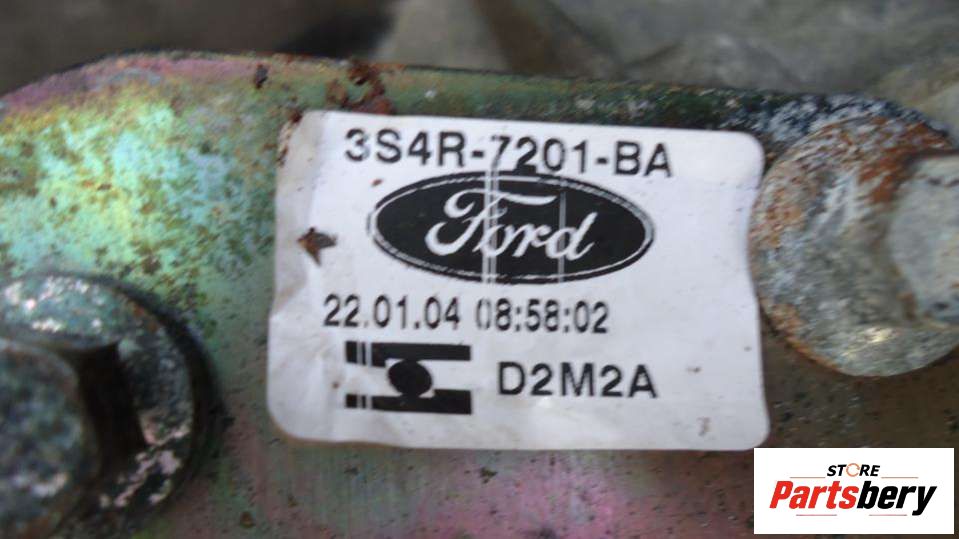 3S4R-7201-BA
Ford
22.01.04 08:58:02
D2M2A
STORE
Partsbery